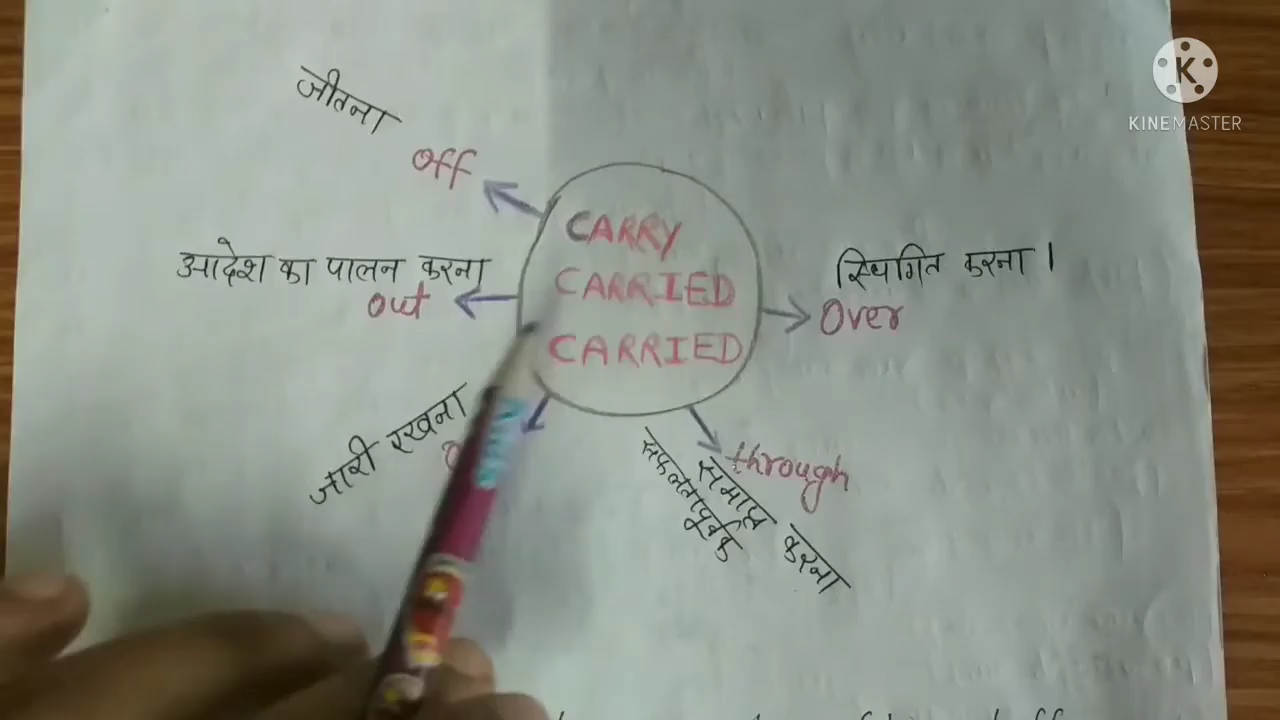 जीतना
off
CARRY
आदेश का पालन करना
स्थगित करना।
CARRIED
out
Over
CARRIED
जारी रखना
through
सफलतापूर्वक
समाप्त करना
KINEMASTER